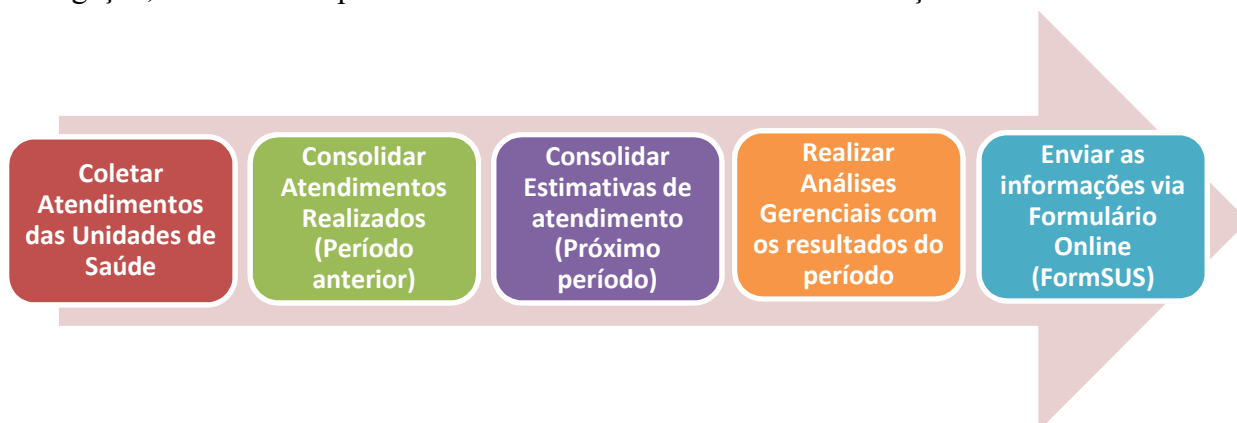 Coletar
Atendimentos
das Unidades de
Saúde
Consolidar
Atendimentos
Realizados
(Período
anterior)
Consolidar
Estimativas de
atendimento
(Próximo
período)
Realizar
Análises
Gerenciais com
os resultados do
período
Enviar as
informações via
Formulário
Online
(FormSUS)